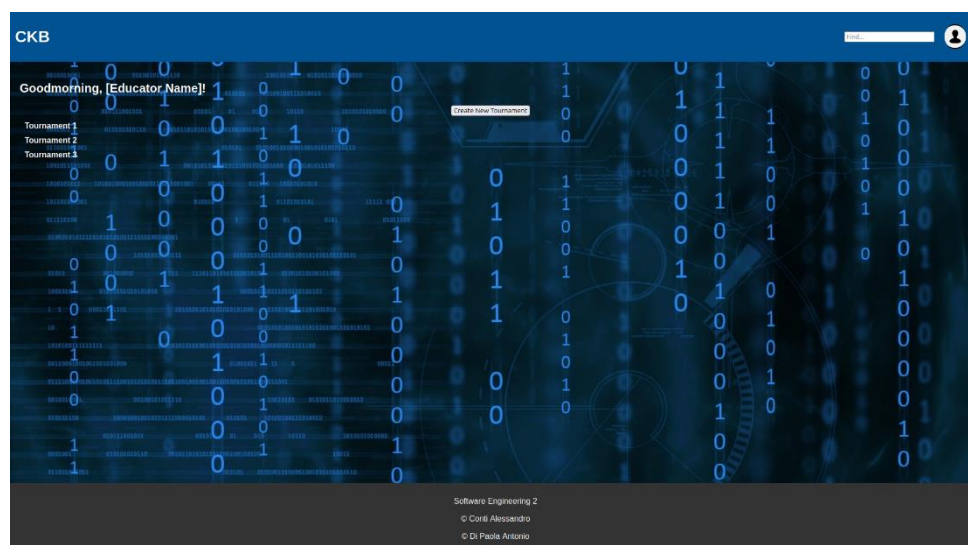 CKB
Find...
Goodmorning, [Educator Name]!
Create New Tournament
Tournament 1
Tournament 2
Tournament 3
Software Engineering 2
© Conti Alessandro
© Di Paola Antonio